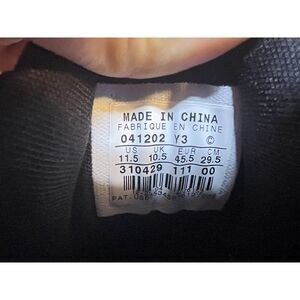 MADE IN CHINA
FABRIQUE EN CHINE
041202 Y3 ©
US UK EUR CM
11.5 10.5 45.5 29.5
310429 111 00